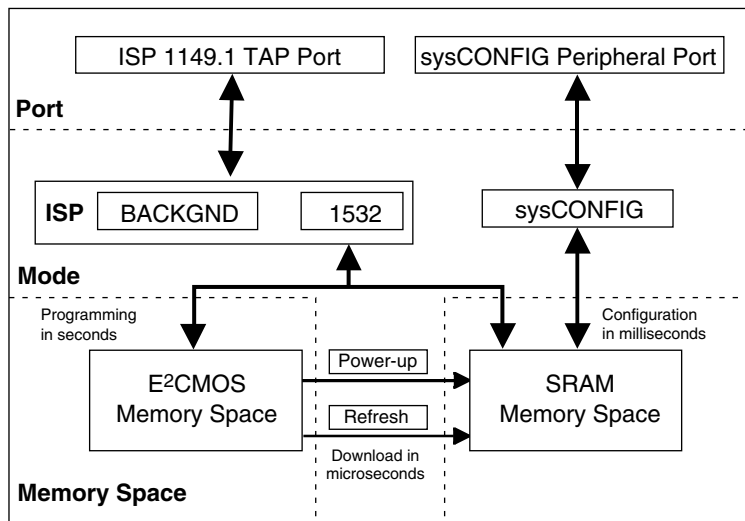 ISP 1149.1 TAP Port
sysCONFIG Peripheral Port
Port
ISP
BACKGND
1532
sysCONFIG
Mode
Programming
in seconds
Configuration
in milliseconds
E²CMOS
Memory Space
Power-up
Refresh
Download in
microseconds
SRAM
Memory Space
Memory Space